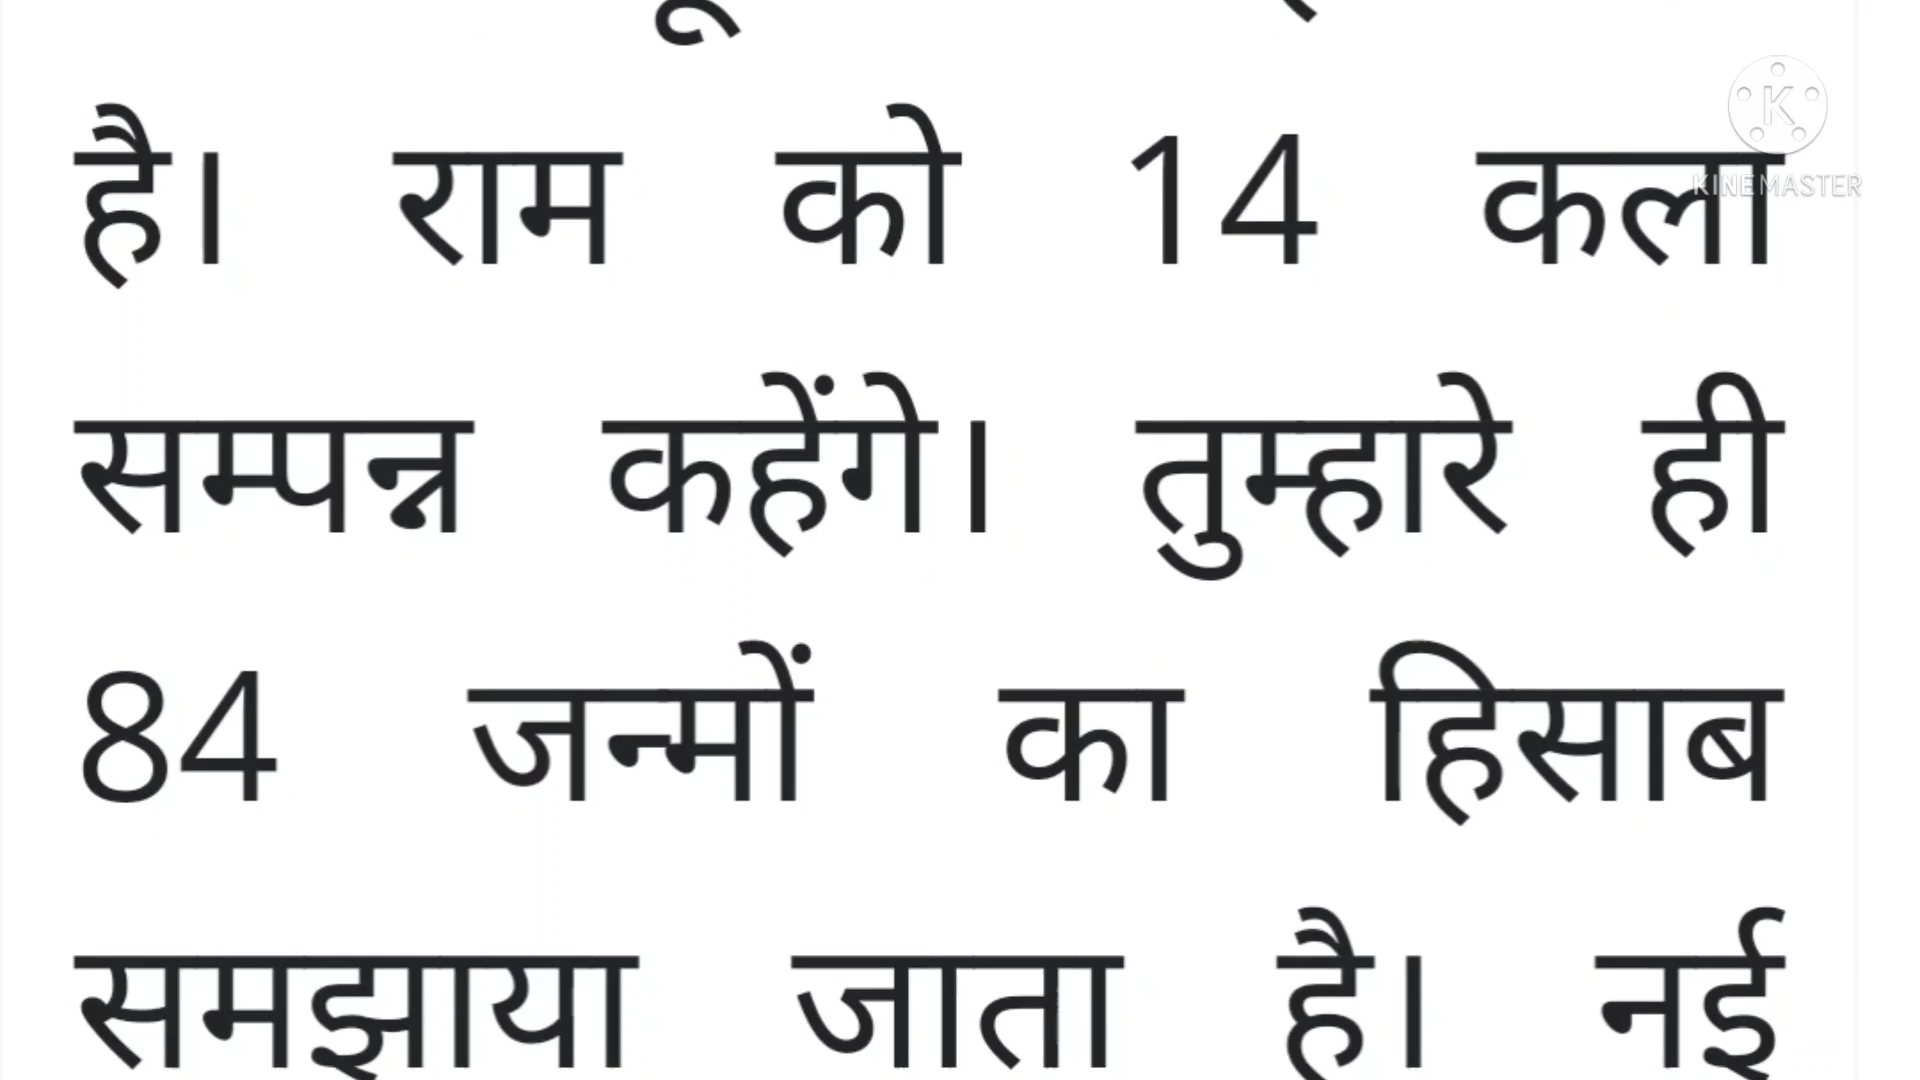 है। राम को 14 कला
KINEMASTER
सम्पन्न कहेंगे। तुम्हारे ही
84 जन्मों का हिसाब
समझाया जाता है। नई